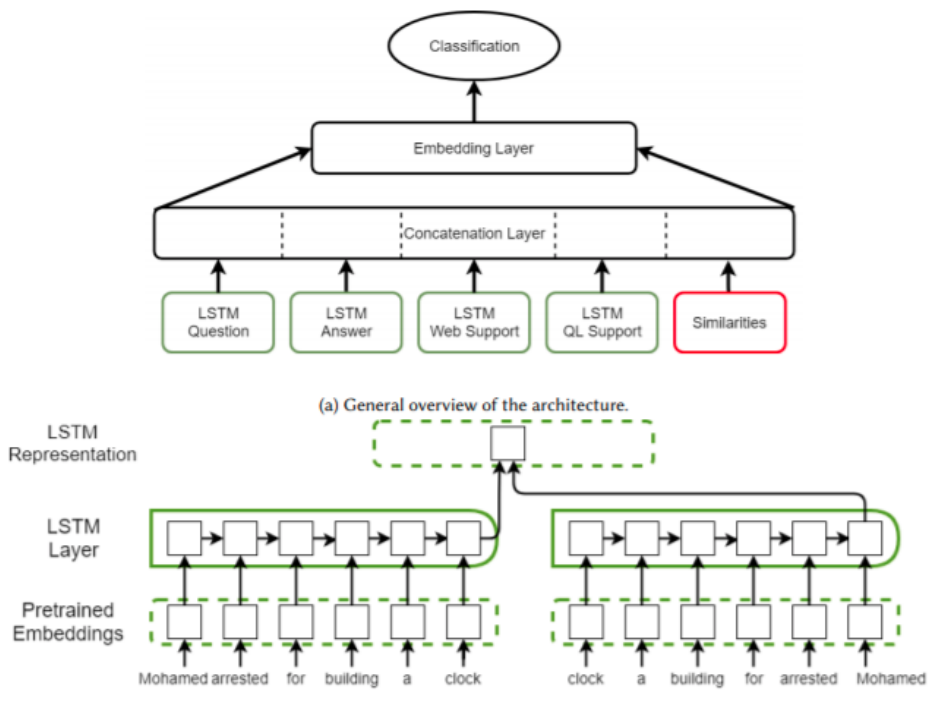 Classification
Embedding Layer
Concatenation Layer
LSTM
Question
LSTM
Answer
LSTM
Web Support
LSTM
QL Support
Similarities
(a) General overview of the architecture.
LSTM
Representation
LSTM
Layer
Pretrained
Embeddings
Mohamed arrested for building a clock
clock a building for arrested Mohamed